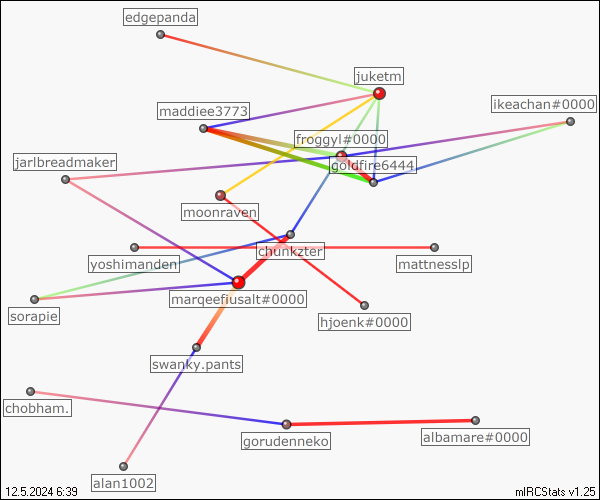 edgepanda
juketm
ikeachan#0000
maddiee3773
froggyl#0000
jarlbreadmaker
goldfire6444
moonraven
chunkzter
yoshimanden
mattnesslp
marqeefiusalt#0000
sorapie
hjoenk#0000
swanky.pants
chobham.
gorudenneko
albamare#0000
alan1002
12.5.2024 6:39
mIRCStats v1.25